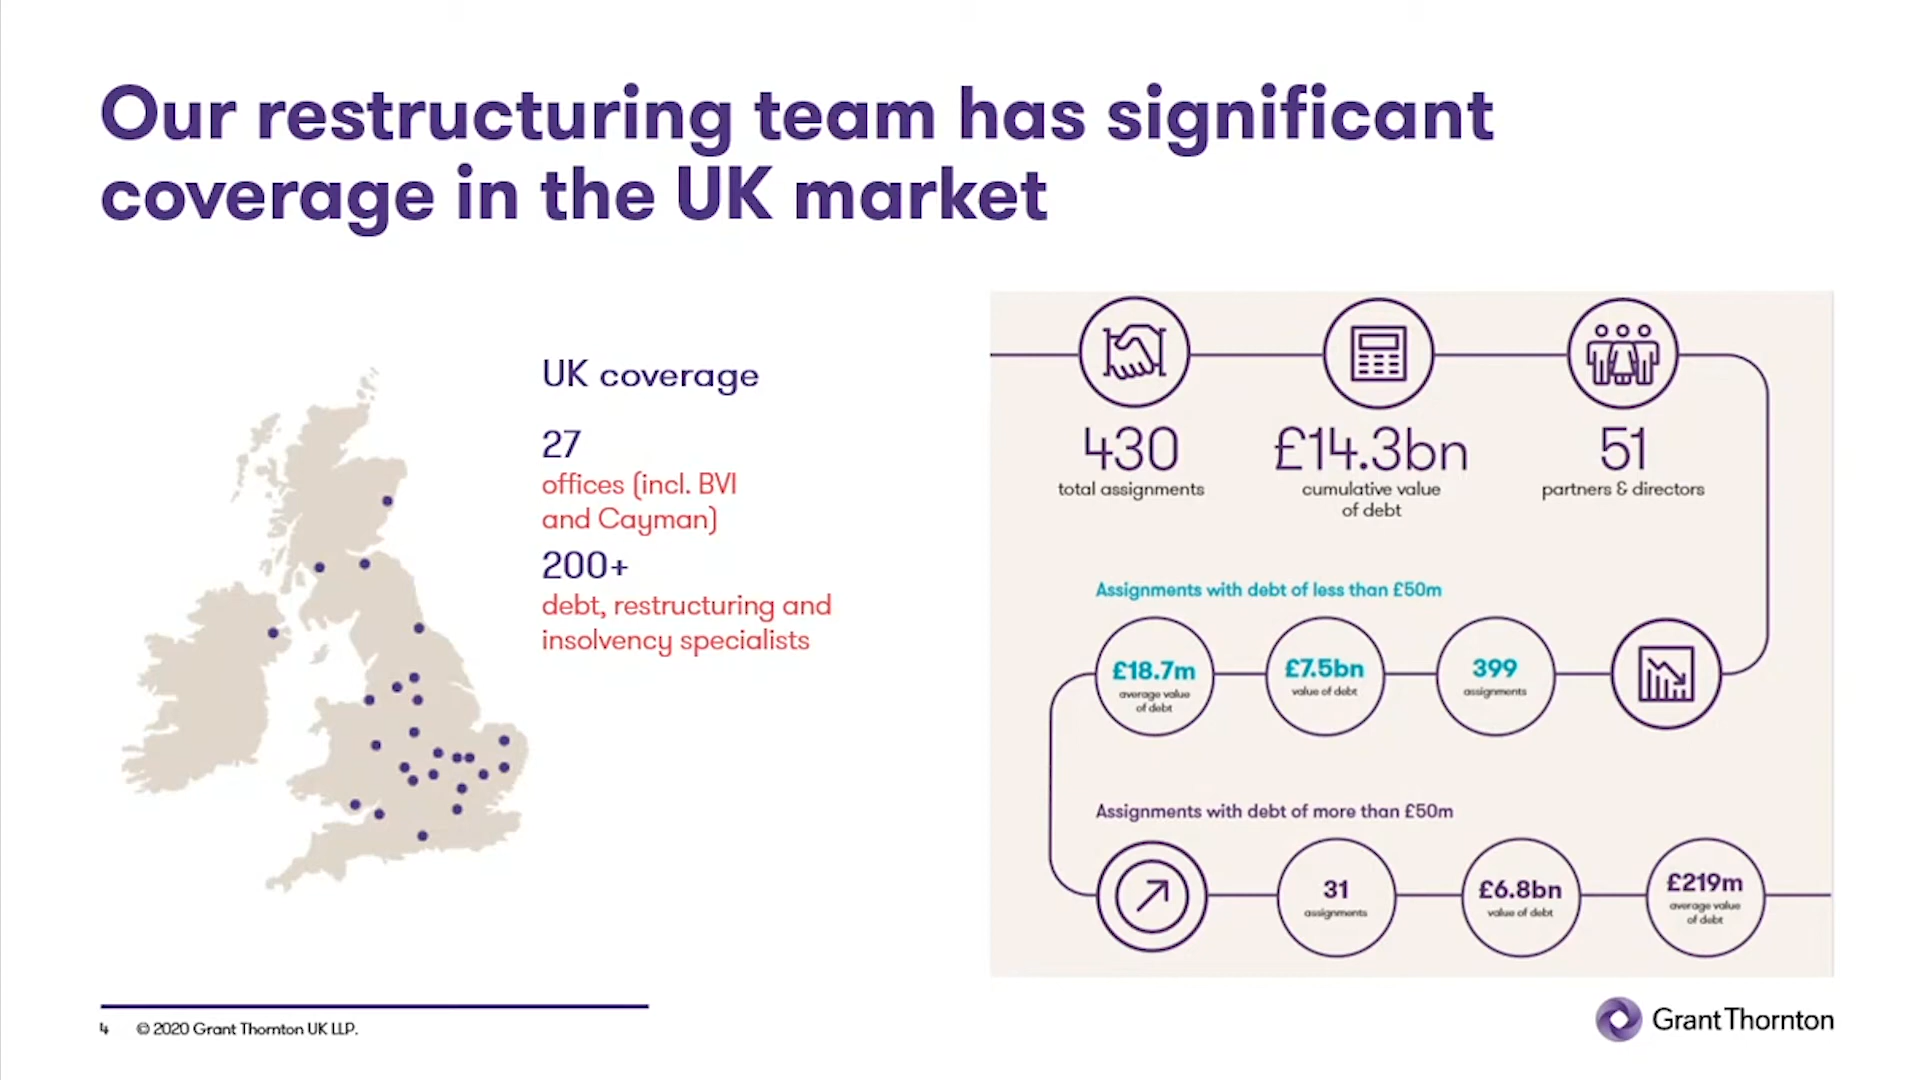 Our restructuring team has significant
coverage in the UK market
UK coverage
27
offices (incl. BVI
and Cayman)
200+
debt, restructuring and
insolvency specialists
430
total assignments
£14.3bn
cumulative value
of debt
51
partners & directors
Assignments with debt of less than £50m
£18.7m
average value
of debt
£7.5bn
value of debt
399
assignments
Assignments with debt of more than £50m
31
assignments
£6.8bn
value of debt
£219m
average value
of debt
4 © 2020 Grant Thornton UK LLP.
Grant Thornton